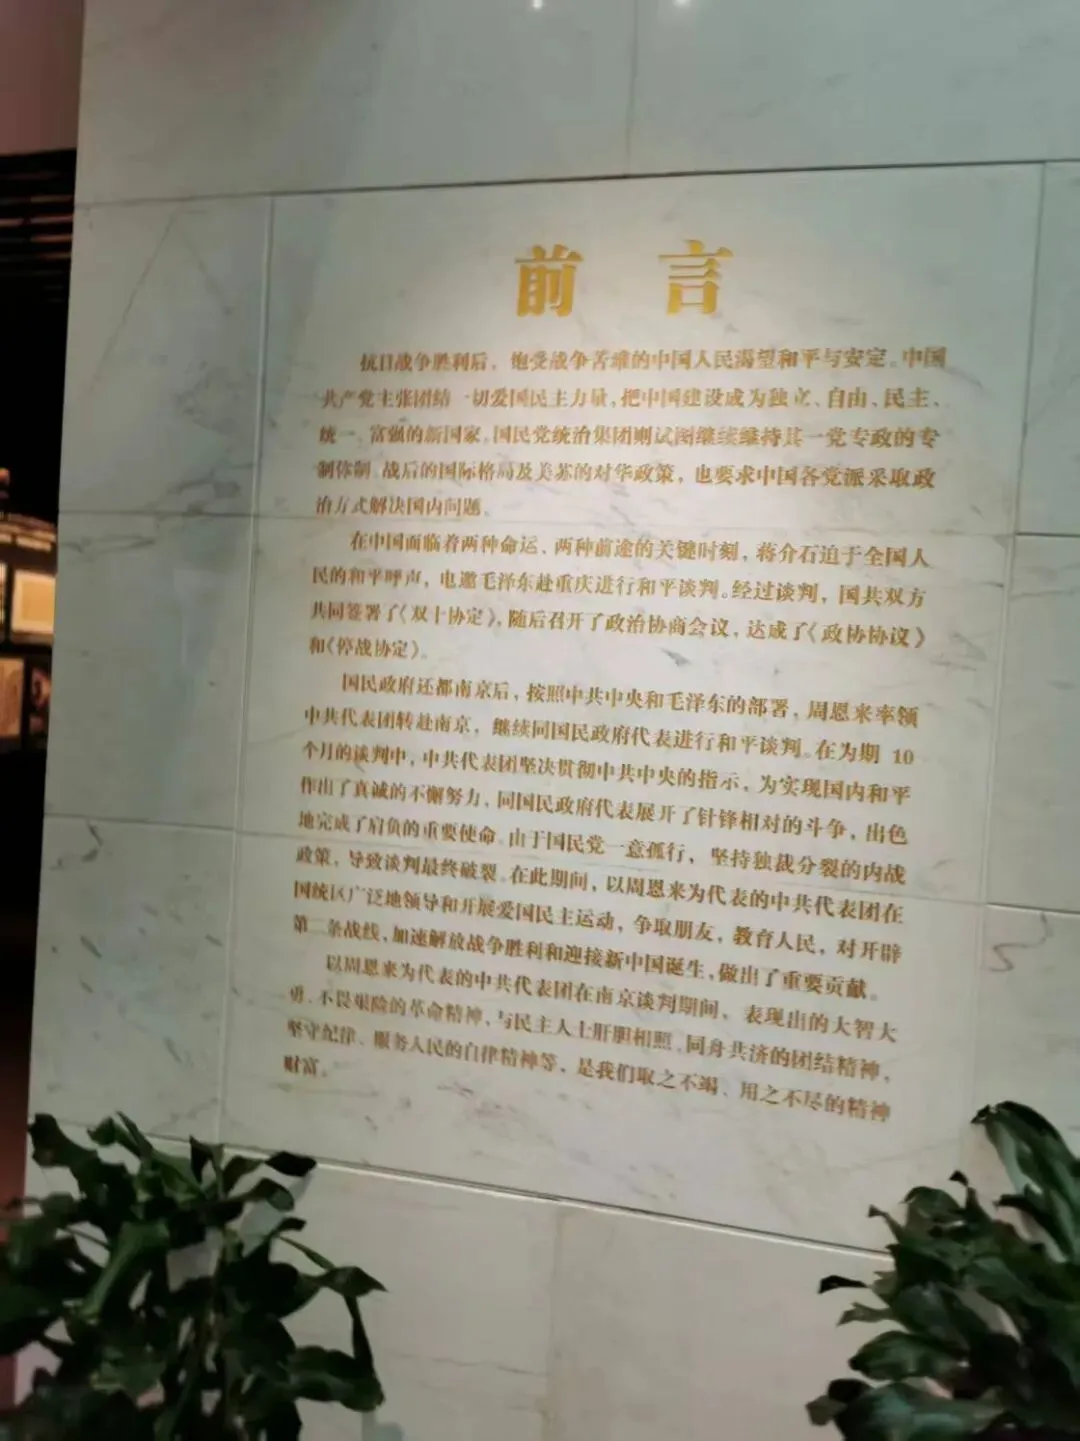 前言
抗日战争胜利后，饱受战争苦难的中国人民渴望和平与安定。中国
共产党主张团结一切爱国民主力量，把中国建设成为独立、自由、民主、
统一、富强的新国家。国民党统治集团则试图继续维持其一党专政的专
制体制。战后的国际格局及美苏的对华政策，也要求中国各党派采取政
治方式解决国内问题。
在中国面临着两种命运、两种前途的关键时刻，蒋介石迫于全国人
民的和平呼声，电邀毛泽东赴重庆进行和平谈判。经过谈判，国共双方
共同签署了《双十协定》，随后召开了政治协商会议，达成了《政协协议》
和《停战协定》。
国民政府还都南京后，按照中共中央和毛泽东的部署，周恩来率领
中共代表团转赴南京，继续同国民政府代表进行和平谈判。在为期 10
个月的谈判中，中共代表团坚决贯彻中共中央的指示，为实现国内和平
作出了真诚的不懈努力，同国民政府代表展开了针锋相对的斗争，出色
地完成了肩负的重要使命。由于国民党一意孤行，坚持独裁分裂的内战
政策，导致谈判最终破裂。在此期间，以周恩来为代表的中共代表团在
国统区广泛地领导和开展爱国民主运动，争取朋友，教育人民，对开辟
第二条战线，加速解放战争胜利和迎接新中国诞生，做出了重要贡献。
以周恩来为代表的中共代表团在南京谈判期间，表现出的大智大
勇、不畏艰险的革命精神，与民主人士肝胆相照、同舟共济的团结精神，
坚守纪律、服务人民的自律精神等，是我们取之不竭、用之不尽的精神
财富。